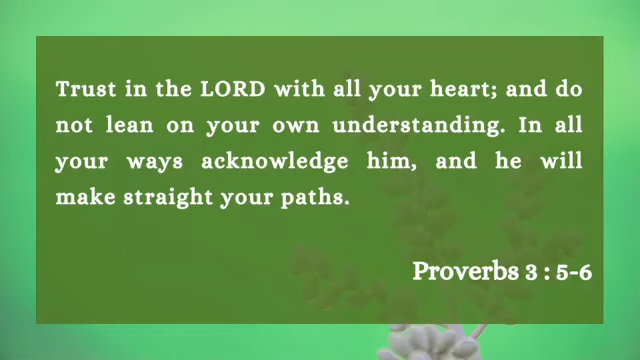 Trust in the LORD with all your heart; and do
not lean on your own understanding. In all
your ways acknowledge him, and he will
make straight your paths.
Proverbs 3 : 5-6